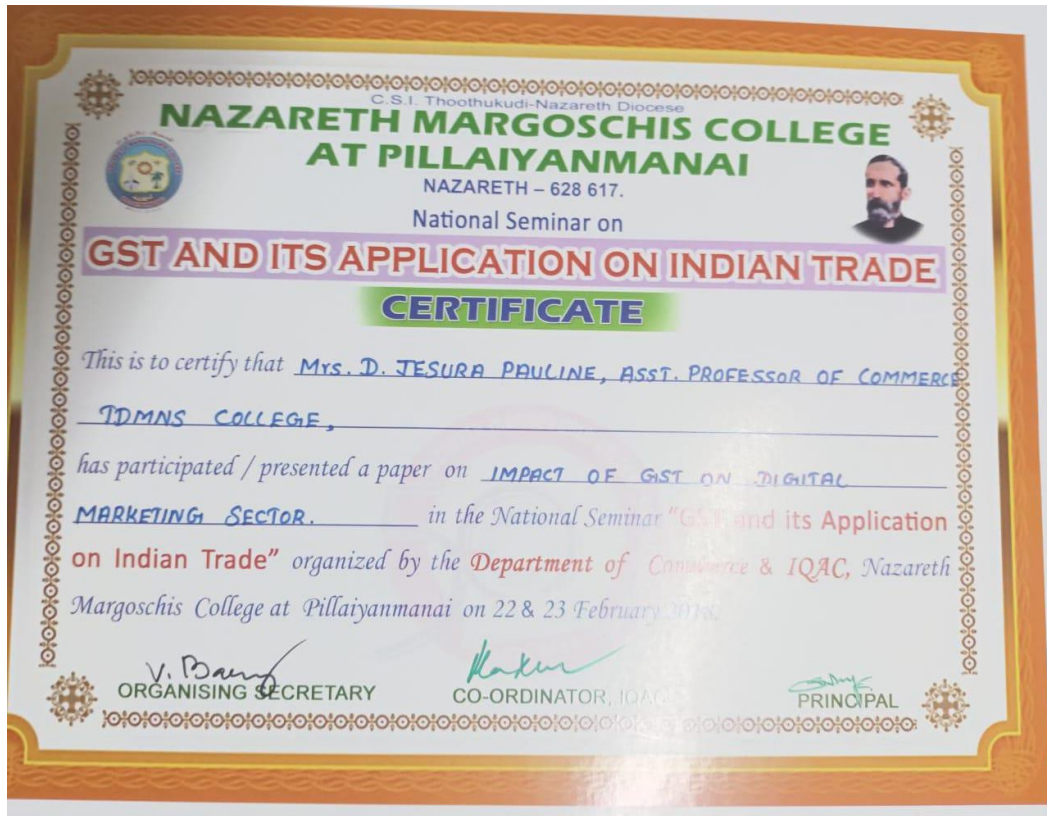 C.S.I. Thoothukudi-Nazareth Diocese
NAZARETH MARGOSCHIS COLLEGE
AT PILLAIYANMANAI
NAZARETH – 628 617.
National Seminar on
GST AND ITS APPLICATION ON INDIAN TRADE
CERTIFICATE
This is to certify that Mrs. D. JESURA PAULINE, ASST. PROFESSOR OF COMMERCE
TDMNS COLLEGE,
has participated / presented a paper on IMPACT OF GST ON DIGITAL
MARKETING SECTOR. in the National Seminar "GST and its Application
on Indian Trade" organized by the Department of Commerce & IQAC, Nazareth
Margoschis College at Pillaiyanmanai on 22 & 23 February 2018.
ORGANISING SECRETARY
CO-ORDINATOR, IQAC
PRINCIPAL